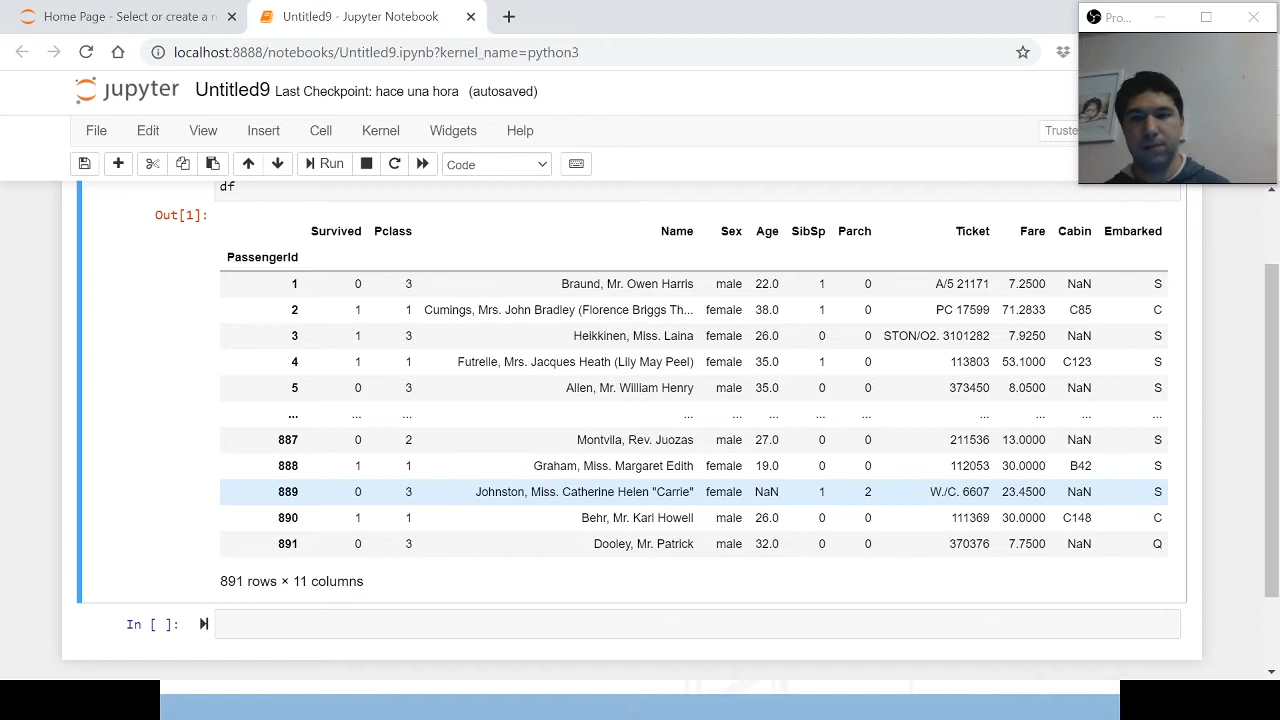 Home Page - Select or create a n
Untitled9 - Jupyter Notebook
Pro...
localhost:8888/notebooks/Untitled9.ipynb?kernel_name=python3
jupyter Untitled9 Last Checkpoint: hace una hora (autosaved)
File Edit View Insert Cell Kernel Widgets Help Truste
Run Code
df
Out[1]:
Survived Pclass Name Sex Age SibSp Parch Ticket Fare Cabin Embarked
PassengerId
1 0 3 Braund, Mr. Owen Harris male 22.0 1 0 A/5 21171 7.2500 NaN S
2 1 1 Cumings, Mrs. John Bradley (Florence Briggs Th... female 38.0 1 0 PC 17599 71.2833 C85 C
3 1 3 Heikkinen, Miss. Laina female 26.0 0 0 STON/O2. 3101282 7.9250 NaN S
4 1 1 Futrelle, Mrs. Jacques Heath (Lily May Peel) female 35.0 1 0 113803 53.1000 C123 S
5 0 3 Allen, Mr. William Henry male 35.0 0 0 373450 8.0500 NaN S
... ... ... ... ... ... ... ... ... ... ... ...
887 0 2 Montvila, Rev. Juozas male 27.0 0 0 211536 13.0000 NaN S
888 1 1 Graham, Miss. Margaret Edith female 19.0 0 0 112053 30.0000 B42 S
889 0 3 Johnston, Miss. Catherine Helen "Carrie" female NaN 1 2 W./C. 6607 23.4500 NaN S
890 1 1 Behr, Mr. Karl Howell male 26.0 0 0 111369 30.0000 C148 C
891 0 3 Dooley, Mr. Patrick male 32.0 0 0 370376 7.7500 NaN Q
891 rows × 11 columns
In [ ]: